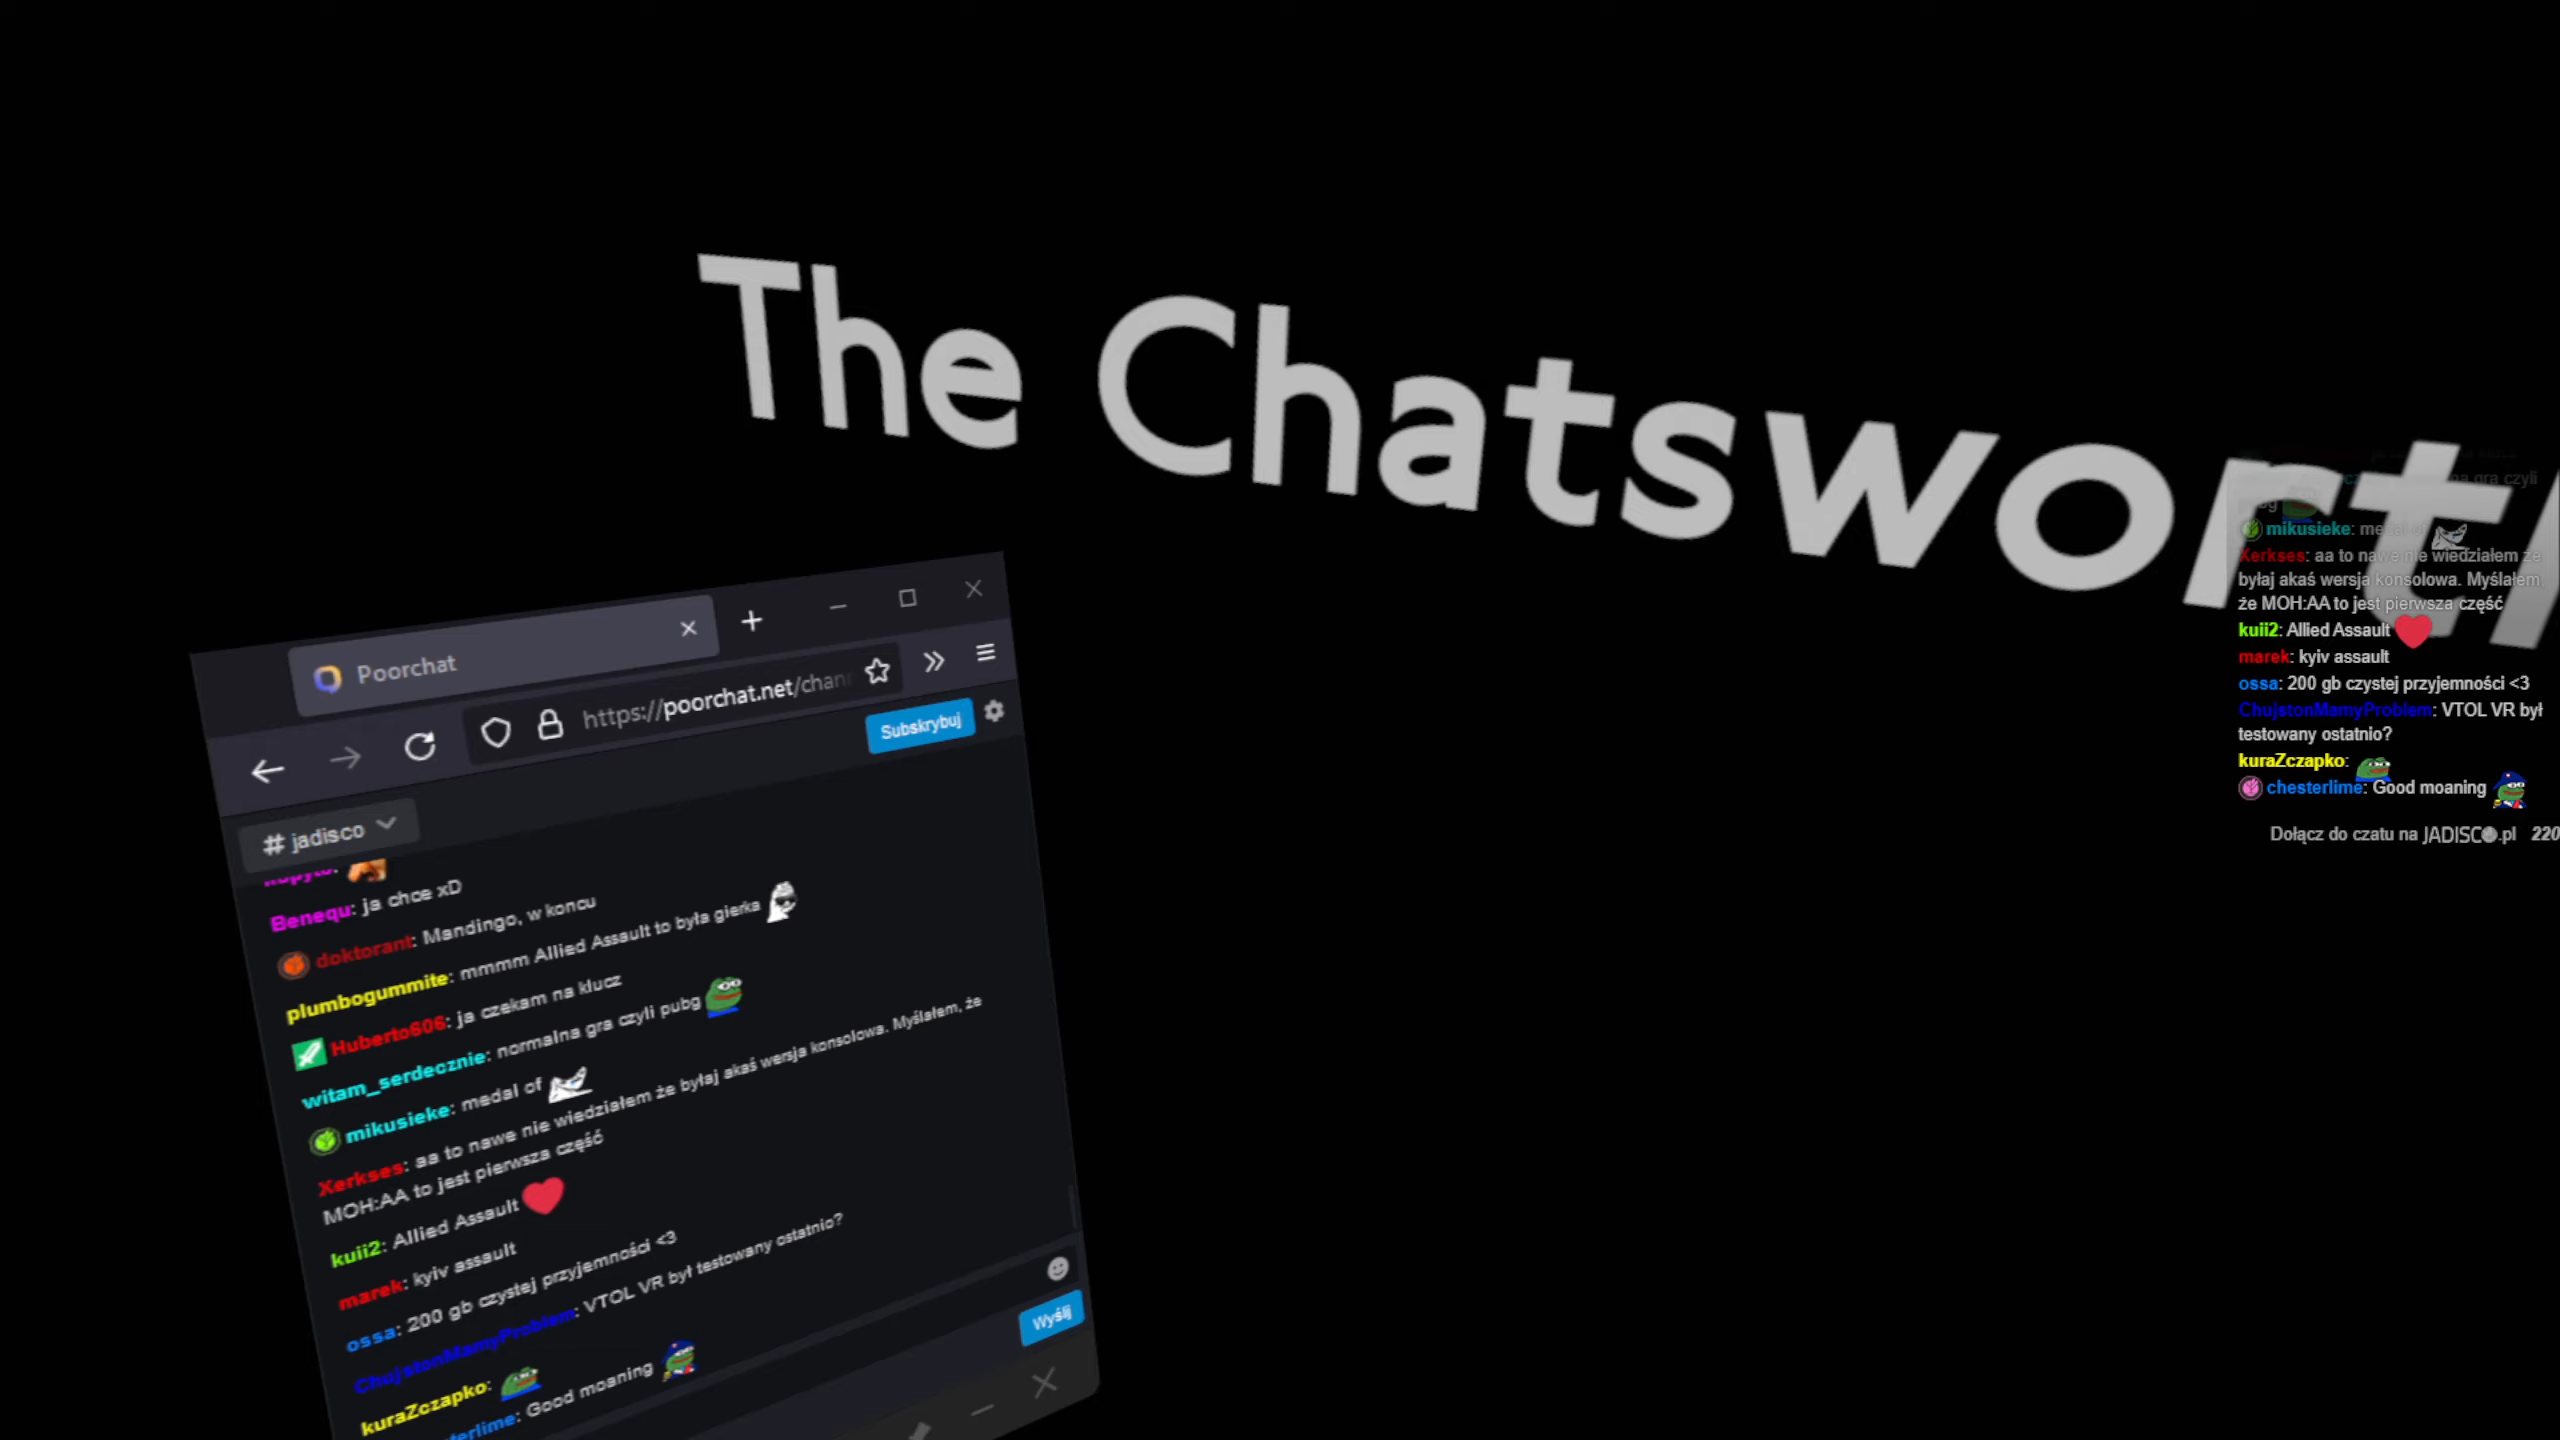 The Chatswort
Poorchat
https://poorchat.net/chan
Subskrybuj
# jadisco
Benequ: ja chce xD
doktorant: Mandingo, w koncu
plumbogummite: mmmm Allied Assault to była gierka
Huberto606: ja czekam na klucz
witam_serdecznie: normalna gra czyli pubg
mikusieke: medal of
Xerkses: aa to nawe nie wiedziałem że byłaj akaś wersja konsolowa. Myślałem, że
MOH:AA to jest pierwsza część
kuii2: Allied Assault
marek: kyiv assault
ossa: 200 gb czystej przyjemności <3
ChujstonMamyProblem: VTOL VR był testowany ostatnio?
kuraZczapko:
terlime: Good moaning
Wyślij
gra czyli
mikusieke:
Xerkses: aa to nawe nie wiedziałem że
byłaj akaś wersja konsolowa. Myślałem,
że MOH:AA to jest pierwsza część
kuii2: Allied Assault
marek: kyiv assault
ossa: 200 gb czystej przyjemności <3
ChujstonMamyProblem: VTOL VR był
testowany ostatnio?
kuraZczapko:
chesterlime: Good moaning
Dołącz do czatu na JADISCO.pl 220